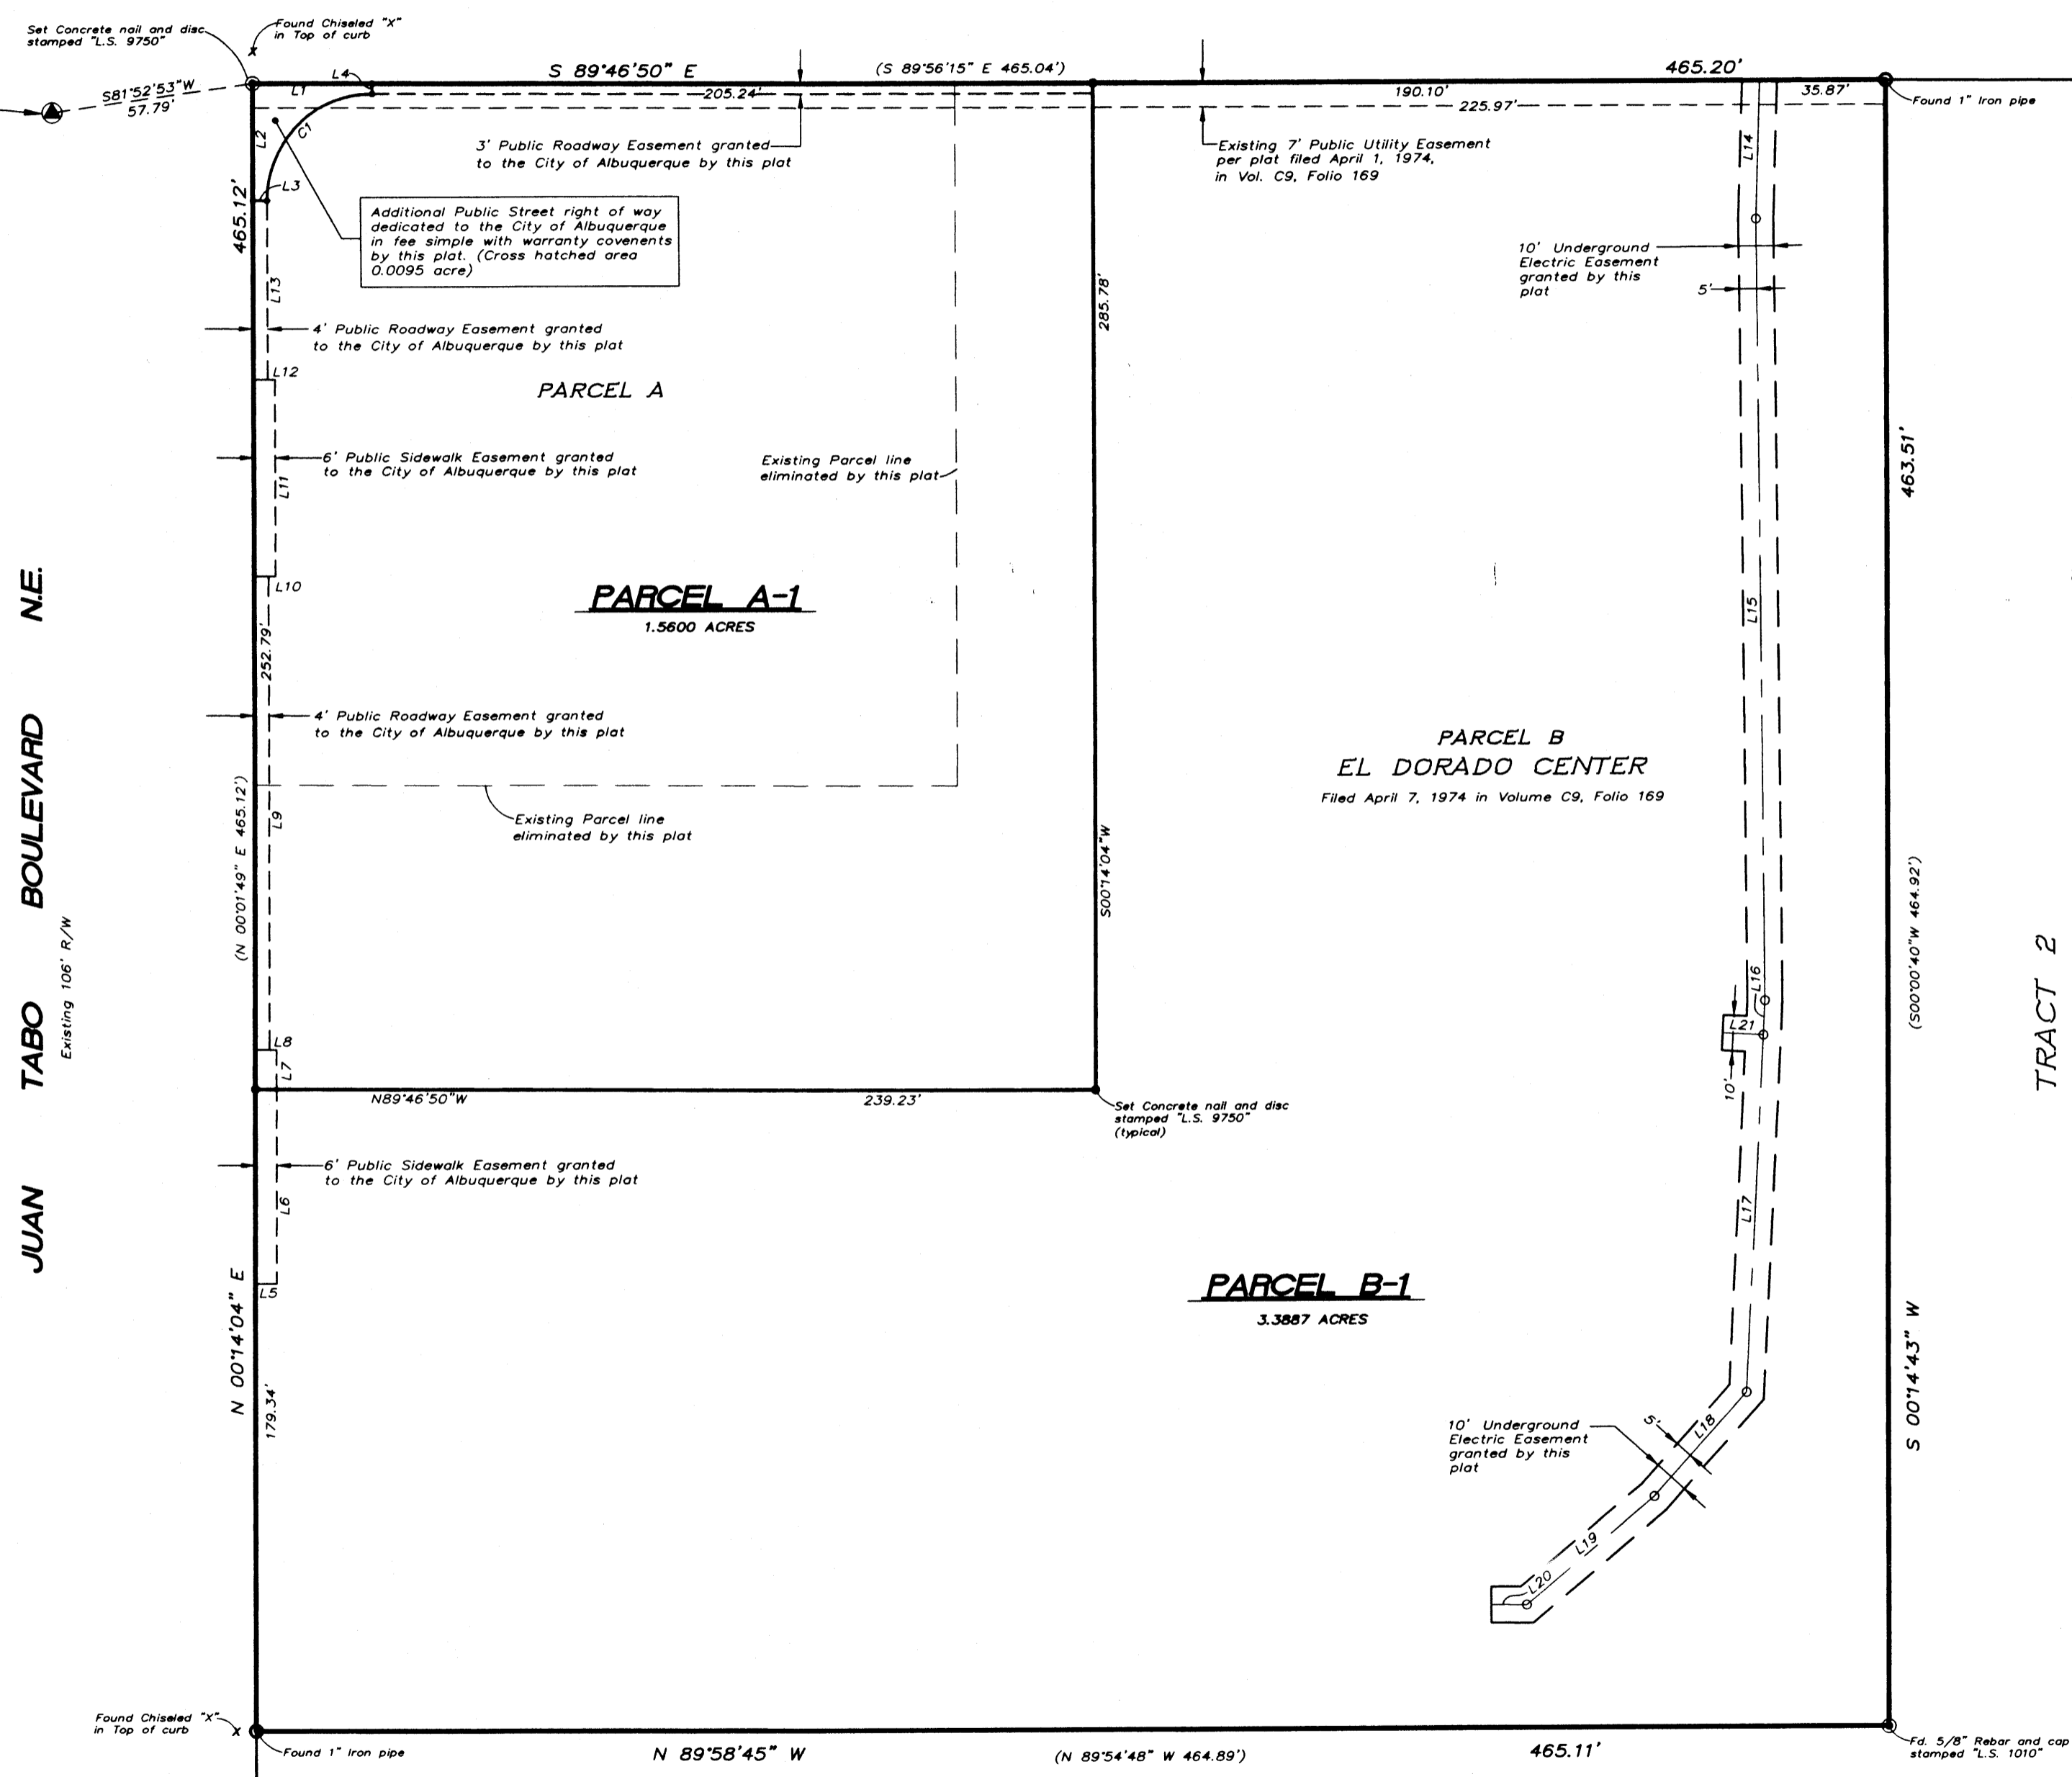 Set Concrete nail and disc
stamped "L.S. 9750"
Found Chiseled "X"
in Top of curb
x
S81°52'53"W
57.79'
L4
L1
S 89°46'50" E
(S 89°56'15" E 465.04')
465.20'
205.24'
190.10'
225.97'
35.87'
Found 1" Iron pipe
L2
C1
L3
3' Public Roadway Easement granted
to the City of Albuquerque by this plat
Existing 7' Public Utility Easement
per plat filed April 1, 1974,
in Vol. C9, Folio 169
L14
465.12'
Additional Public Street right of way
dedicated to the City of Albuquerque
in fee simple with warranty covenents
by this plat. (Cross hatched area
0.0095 acre)
10' Underground
Electric Easement
granted by this
plat
5'
L13
285.78'
4' Public Roadway Easement granted
to the City of Albuquerque by this plat
L12
PARCEL A
6' Public Sidewalk Easement granted
to the City of Albuquerque by this plat
L11
Existing Parcel line
eliminated by this plat
463.51'
L10
PARCEL A-1
1.5600 ACRES
L15
252.79'
4' Public Roadway Easement granted
to the City of Albuquerque by this plat
PARCEL B
EL DORADO CENTER
Filed April 7, 1974 in Volume C9, Folio 169
(N 00°01'49" E 465.12')
L9
Existing Parcel line
eliminated by this plat
S00°14'04"W
(S00°00'40"W 464.92')
JUAN TABO BOULEVARD N.E.
Existing 106' R/W
TRACT 2
L16
L21
10'
L8
L7
N89°46'50"W
239.23'
Set Concrete nail and disc
stamped "L.S. 9750"
(typical)
6' Public Sidewalk Easement granted
to the City of Albuquerque by this plat
L6
L17
L5
PARCEL B-1
3.3887 ACRES
N 00°14'04" E
179.34'
S 00°14'43" W
10' Underground
Electric Easement
granted by this
plat
5'
L18
L19
L20
Found Chiseled "X"
in Top of curb
x
Found 1" Iron pipe
N 89°58'45" W
(N 89°54'48" W 464.89')
465.11'
Fd. 5/8" Rebar and cap
stamped "L.S. 1010"